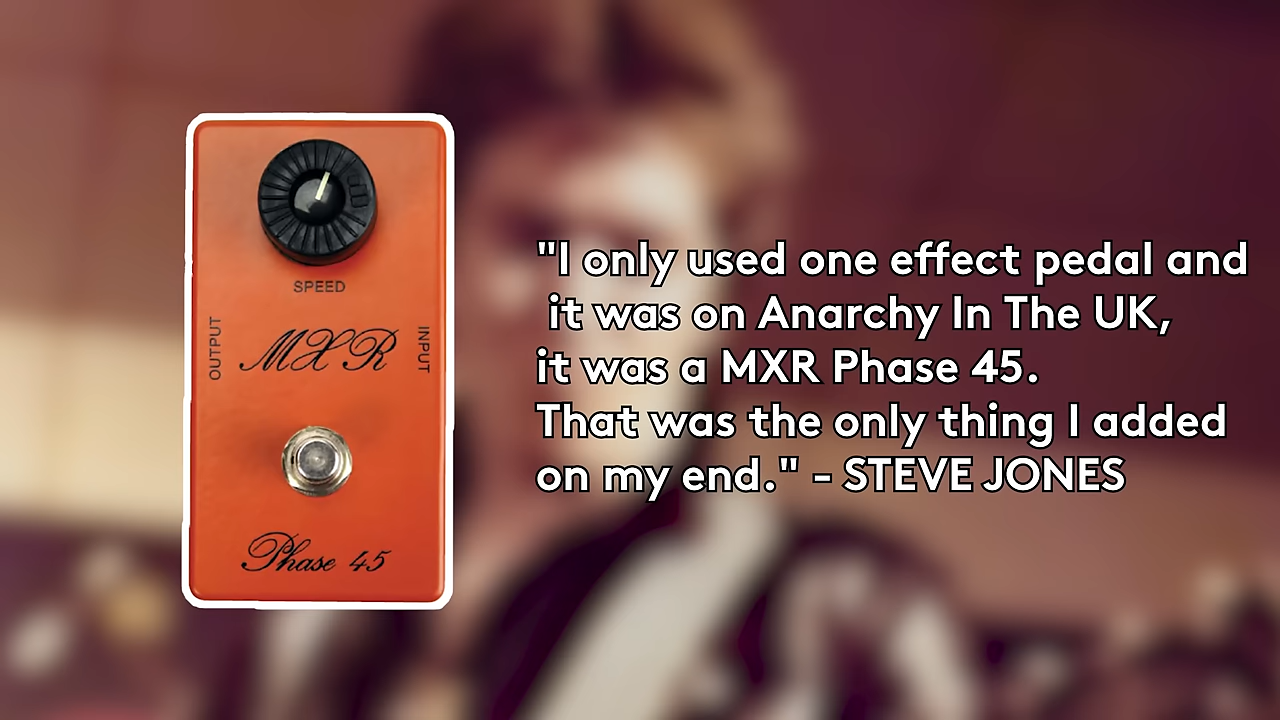 SPEED
OUTPUT
MXR
INPUT
Phase 45
"I only used one effect pedal and
it was on Anarchy In The UK,
it was a MXR Phase 45.
That was the only thing I added
on my end." - STEVE JONES